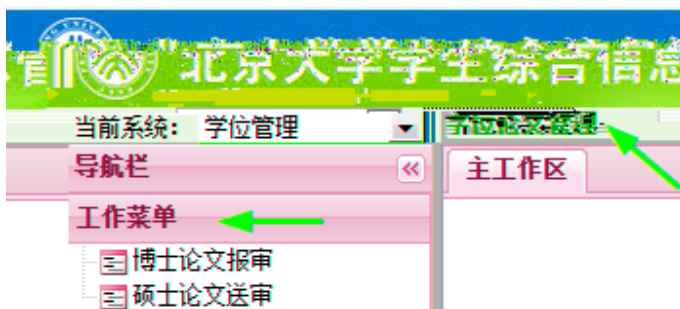 北京大学学生综合信息
当前系统： 学位管理
导航栏 主工作区
工作菜单
博士论文报审
硕士论文送审